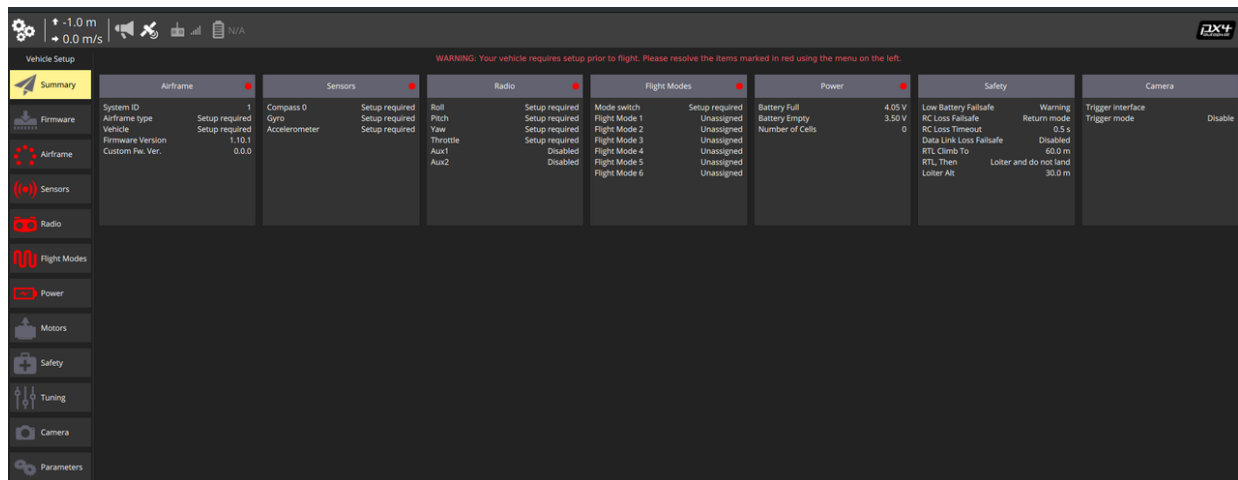 -1.0 m
0.0 m/s
N/A
px4
Vehicle Setup
WARNING: Your vehicle requires setup prior to flight. Please resolve the items marked in red using the menu on the left.
Summary
Firmware
Airframe
Sensors
Radio
Flight Modes
Power
Motors
Safety
Tuning
Camera
Parameters
Airframe
System ID 1
Airframe type Setup required
Vehicle Setup required
Firmware Version 1.10.1
Custom Fw. Ver. 0.0.0
Sensors
Compass 0 Setup required
Gyro Setup required
Accelerometer Setup required
Radio
Roll Setup required
Pitch Setup required
Yaw Setup required
Throttle Setup required
Aux1 Disabled
Aux2 Disabled
Flight Modes
Mode switch Setup required
Flight Mode 1 Unassigned
Flight Mode 2 Unassigned
Flight Mode 3 Unassigned
Flight Mode 4 Unassigned
Flight Mode 5 Unassigned
Flight Mode 6 Unassigned
Power
Battery Full 4.05 V
Battery Empty 3.50 V
Number of Cells 0
Safety
Low Battery Failsafe Warning
RC Loss Failsafe Return mode
RC Loss Timeout 0.5 s
Data Link Loss Failsafe Disabled
RTL Climb To 60.0 m
RTL, Then Loiter and do not land
Loiter Alt 30.0 m
Camera
Trigger interface
Trigger mode Disable